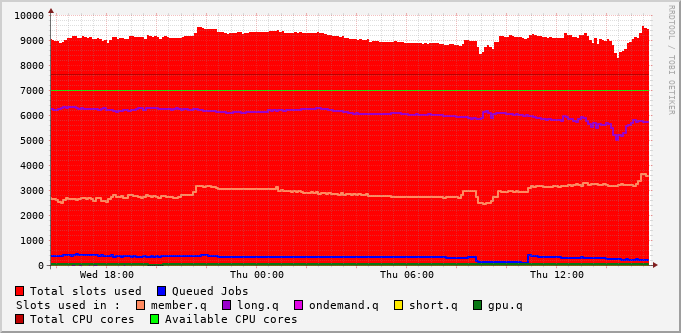 10000
9000
8000
7000
6000
5000
4000
3000
2000
1000
0
Wed 18:00 Thu 00:00 Thu 06:00 Thu 12:00
RRDTOOL / TOBI OETIKER
Total slots used Queued Jobs
Slots used in : member.q long.q ondemand.q short.q gpu.q
Total CPU cores Available CPU cores